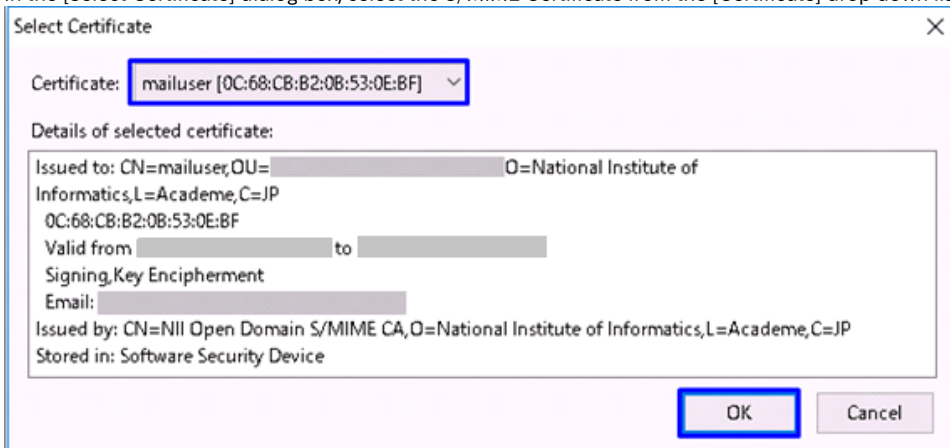 In the [Select Certificate] dialog box, select the S/MIME Certificate from the [Certificate] drop down
Select Certificate
Certificate: mailuser [0C:68:CB:B2:0B:53:0E:BF]
Details of selected certificate:
Issued to: CN=mailuser,OU= O=National Institute of
Informatics,L=Academe,C=JP
0C:68:CB:B2:0B:53:0E:BF
Valid from to
Signing,Key Encipherment
Email:
Issued by: CN=NII Open Domain S/MIME CA,O=National Institute of Informatics,L=Academe,C=JP
Stored in: Software Security Device
OK Cancel